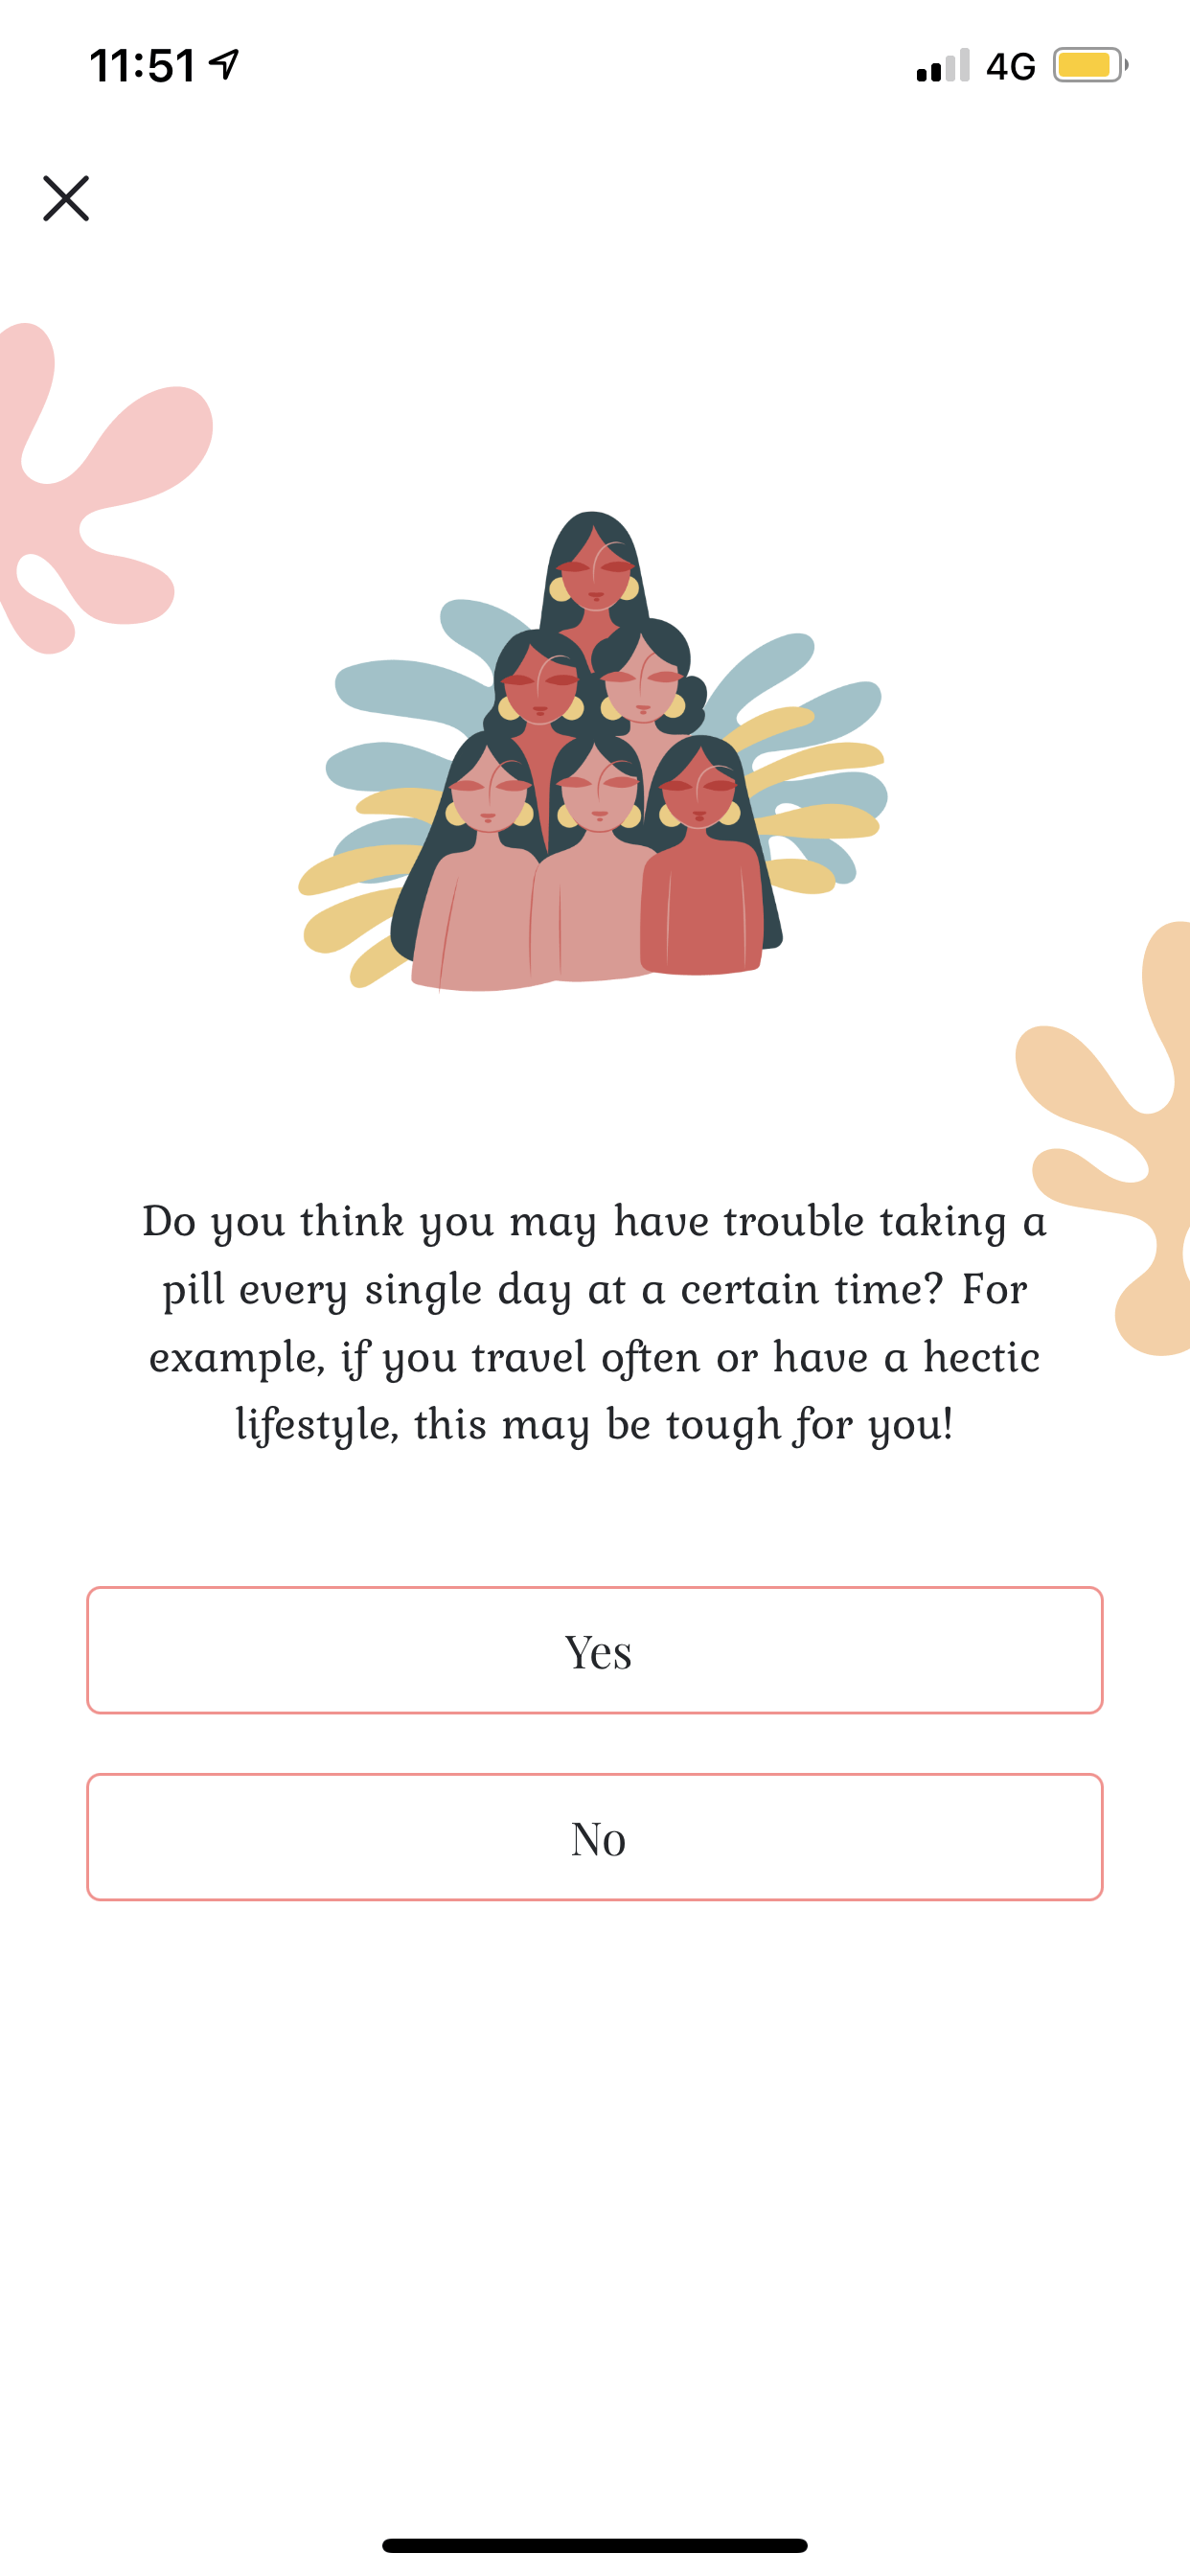 11:51
4G
Do you think you may have trouble taking a
pill every single day at a certain time? For
example, if you travel often or have a hectic
lifestyle, this may be tough for you!
Yes
No